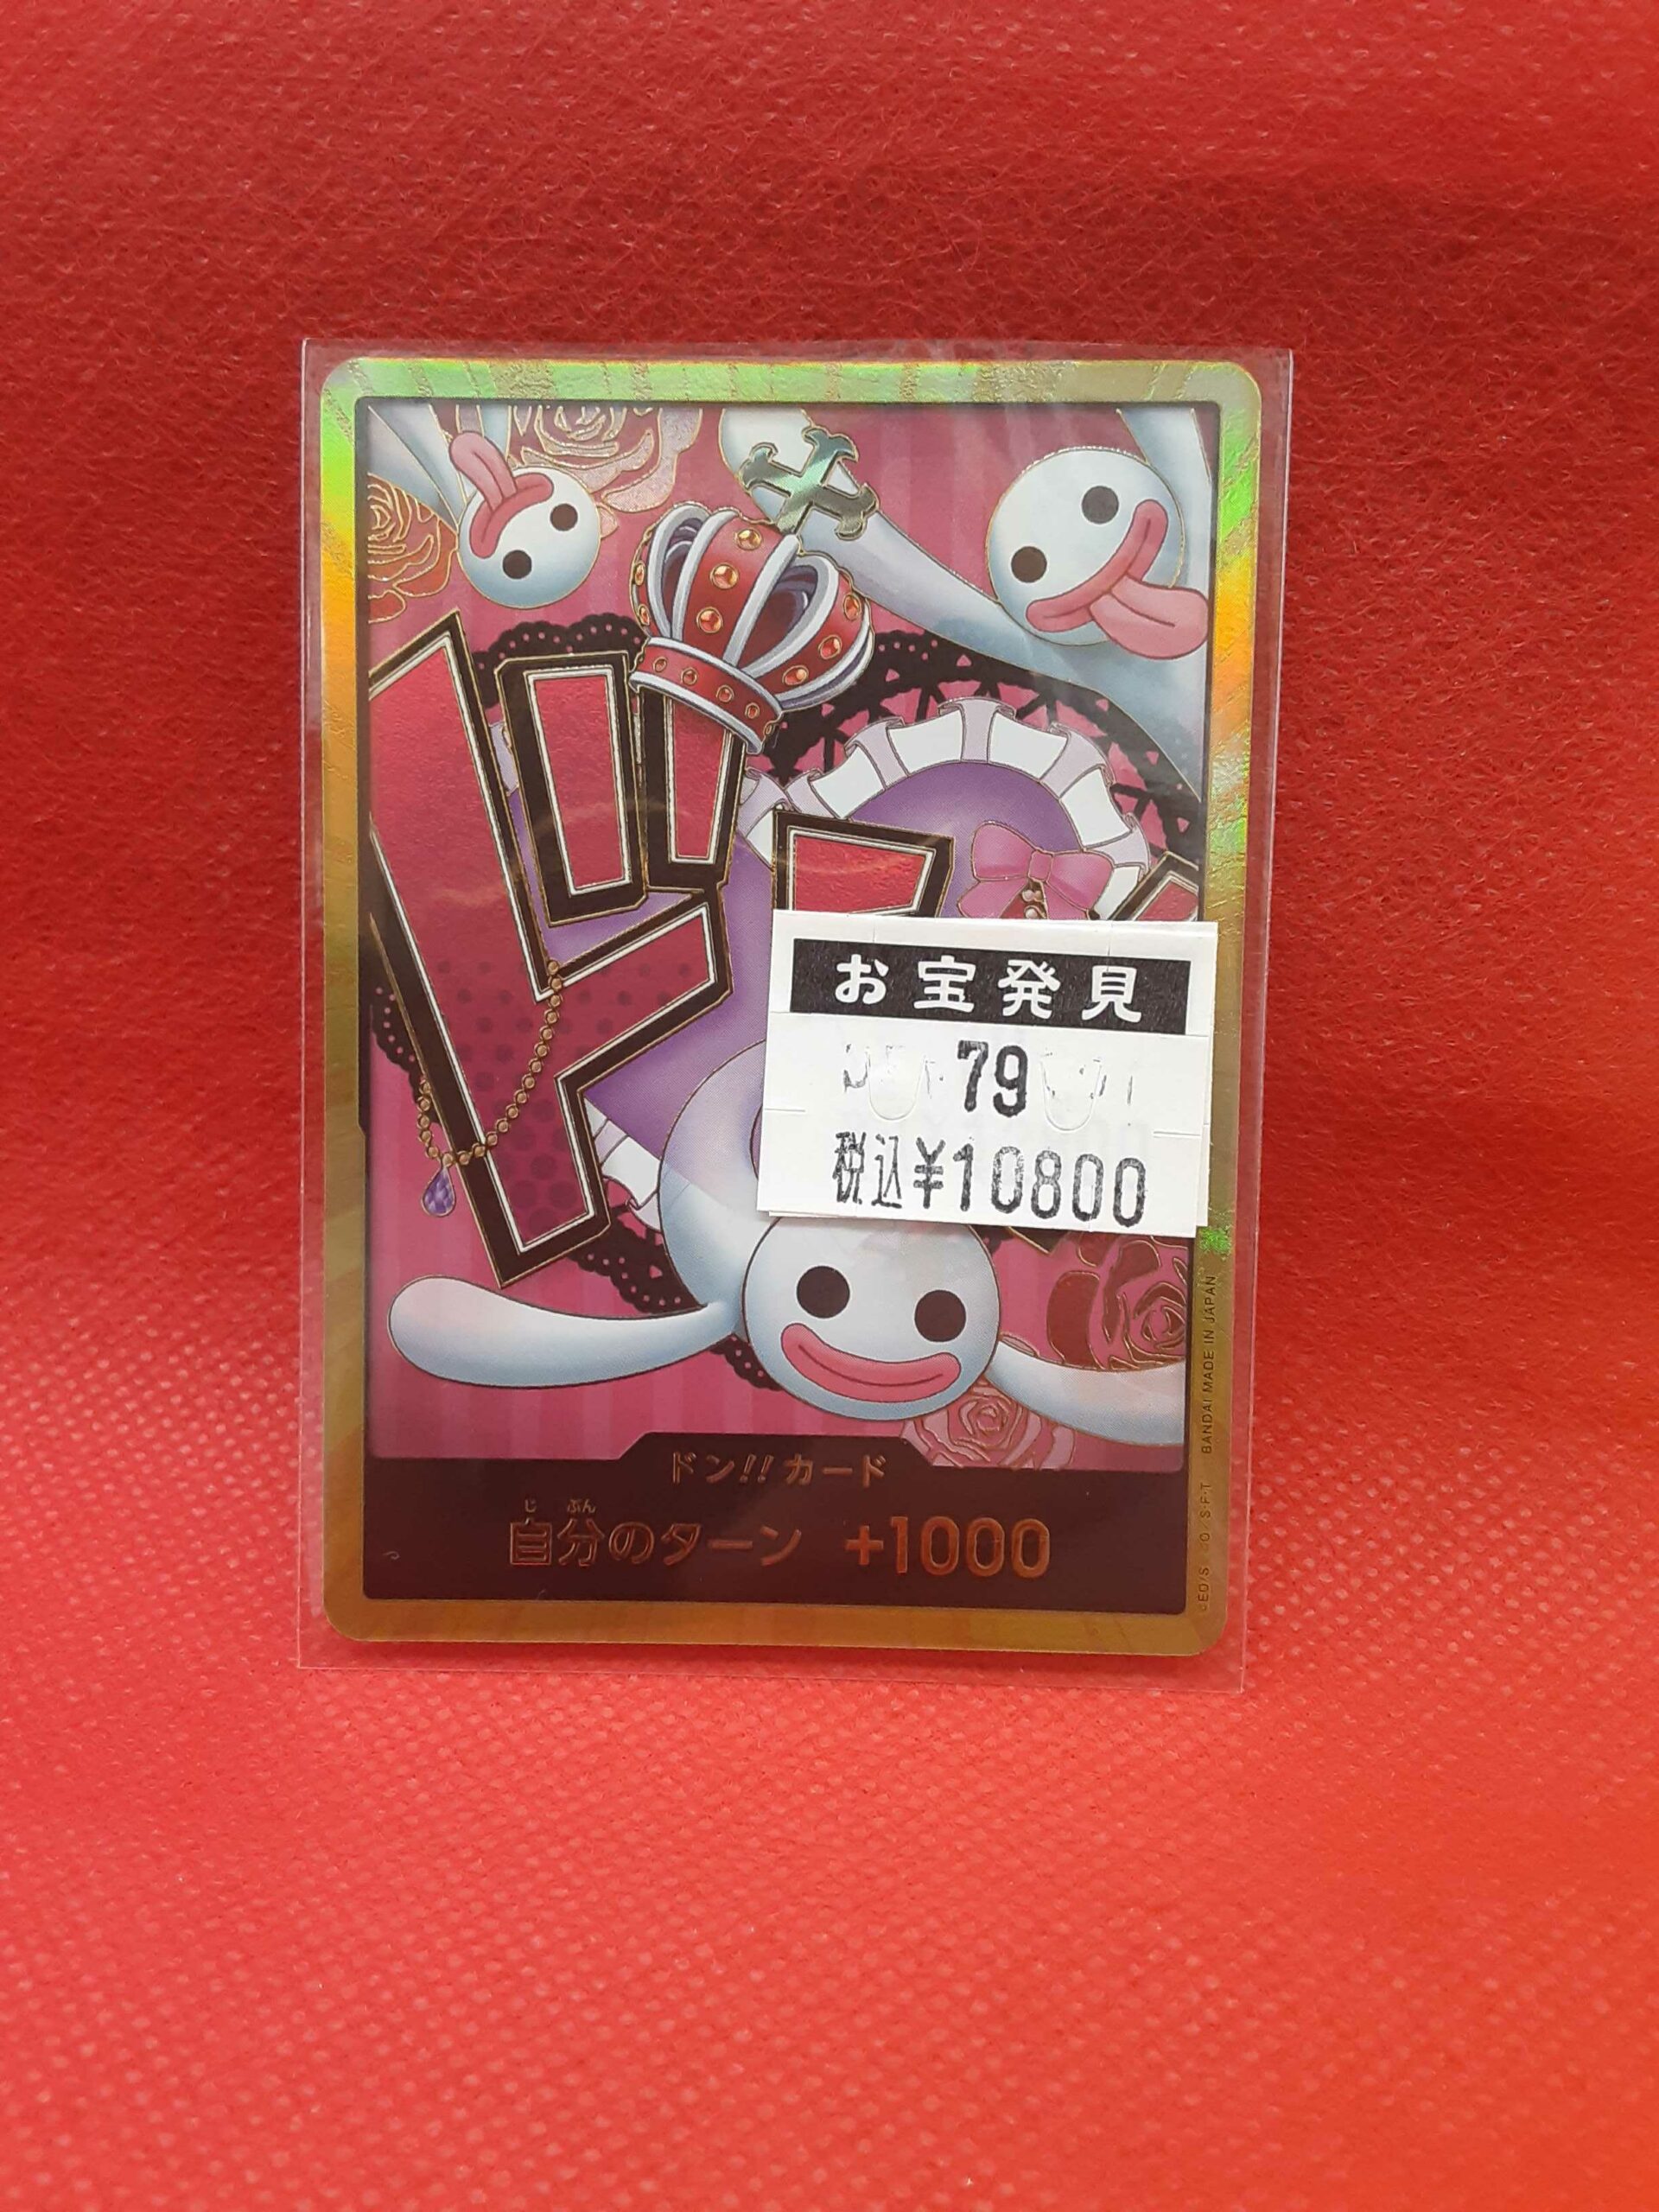 ド
お宝発見
79
税込¥10800
ドン!!カード
じ ぶん
自分のターン +1000
©E.O/S. ©.O./S.F.T BANDAI MADE IN JAPAN